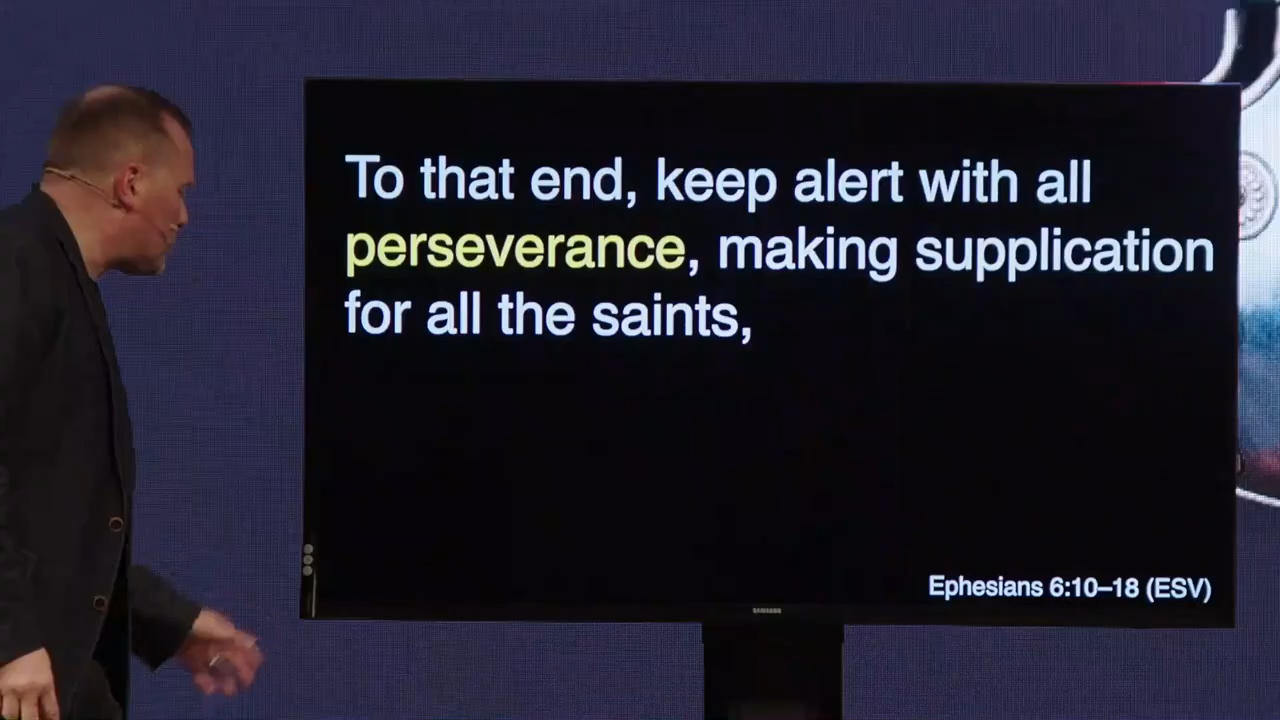 To that end, keep alert with all
perseverance, making supplication
for all the saints,
Ephesians 6:10–18 (ESV)
SAMSUNG